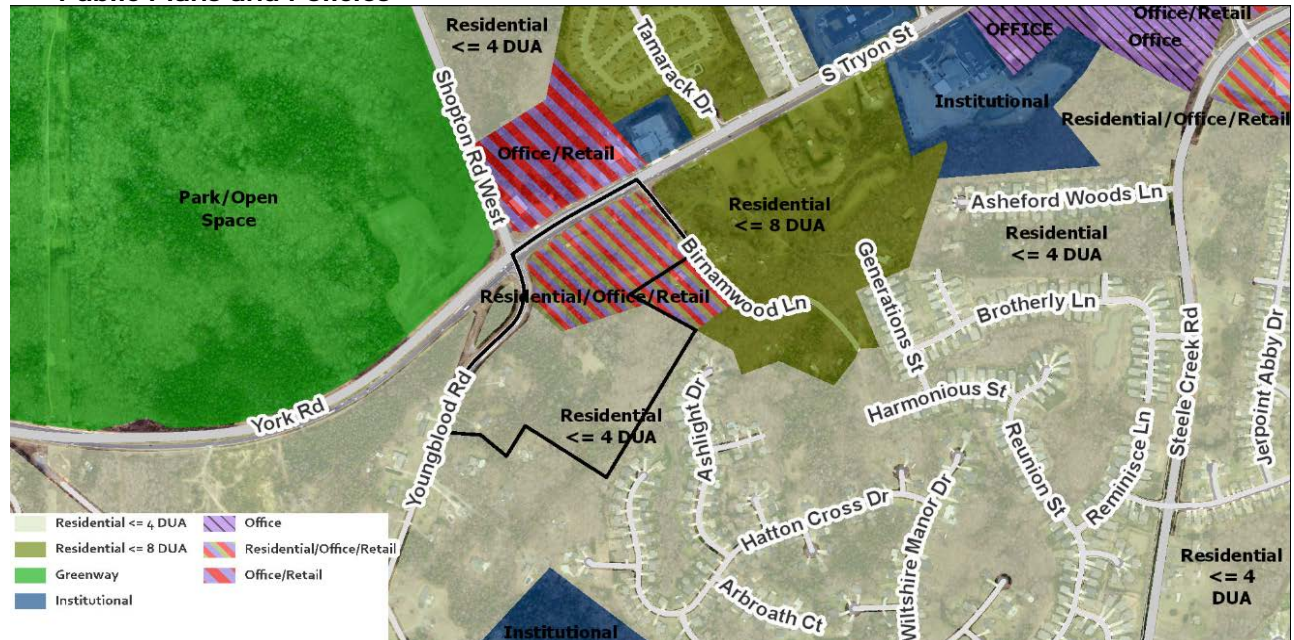 Public Plans and Policies
Residential
<= 4 DUA
Tamarack Dr
S Tryon St
OFFICE
Office/Retail
Office
Shopton Rd West
Office/Retail
Institutional
Residential/Office/Retail
Park/Open
Space
Residential
<= 8 DUA
Asheford Woods Ln
Residential
<= 4 DUA
Birnamwood Ln
Generations St
Brotherly Ln
Residential/Office/Retail
Steele Creek Rd
Jerpoint Abby Dr
York Rd
Youngblood Rd
Residential
<= 4 DUA
Ashlight Dr
Harmonious St
Reunion St
Reminisce Ln
Hatton Cross Dr
Wiltshire Manor Dr
Arbroath Ct
Residential
<= 4
DUA
Institutional
Residential <= 4 DUA
Residential <= 8 DUA
Greenway
Institutional
Office
Residential/Office/Retail
Office/Retail